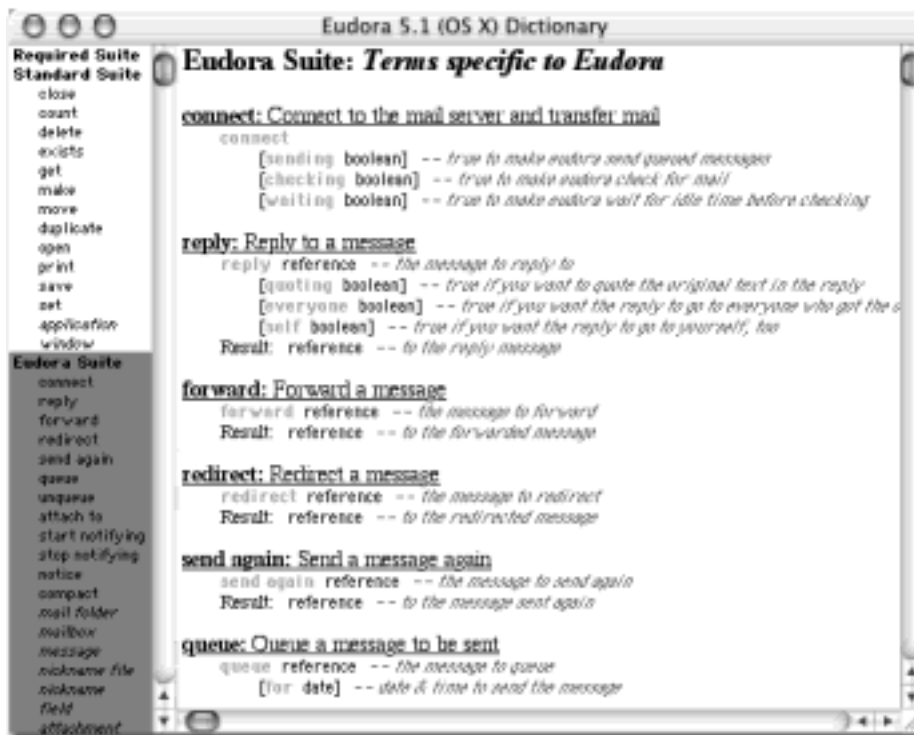 Eudora 5.1 (OS X) Dictionary
Required Suite
Standard Suite
close
count
delete
exists
get
make
move
duplicate
open
print
save
set
application
window
Eudora Suite
connect
reply
forward
redirect
send again
queue
unqueue
attach to
start notifying
stop notifying
notice
compact
mail folder
mailbox
message
nickname file
nickname
field
attachment
Eudora Suite: Terms specific to Eudora
connect: Connect to the mail server and transfer mail
connect
[sending boolean] -- true to make eudora send queued messages
[checking boolean] -- true to make eudora check for mail
[waiting boolean] -- true to make eudora wait for idle time before checking
reply: Reply to a message
reply reference -- the message to reply to
[quoting boolean] -- true if you want to quote the original text in the reply
[everyone boolean] -- true if you want the reply to go to everyone who got the o
[self boolean] -- true if you want the reply to go to yourself, too
Result: reference -- to the reply message
forward: Forward a message
forward reference -- the message to forward
Result: reference -- to the forwarded message
redirect: Redirect a message
redirect reference -- the message to redirect
Result: reference -- to the redirected message
send again: Send a message again
send again reference -- the message to send again
Result: reference -- to the message sent again
queue: Queue a message to be sent
queue reference -- the message to queue
[for date] -- date & time to send the message